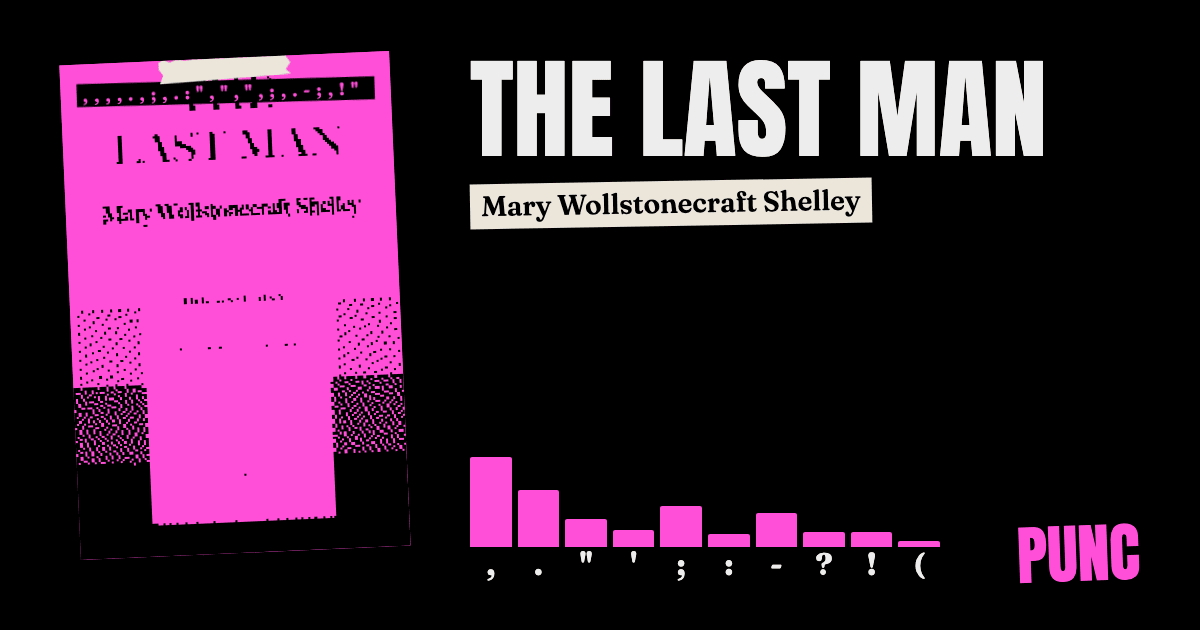 ,,,,.,;,.:",",",;,.-;,!"
LAST MAN
Mary Wollstonecraft Shelley
THE LAST MAN
Mary Wollstonecraft Shelley
, . " ' ; : - ? ! (
PUNC